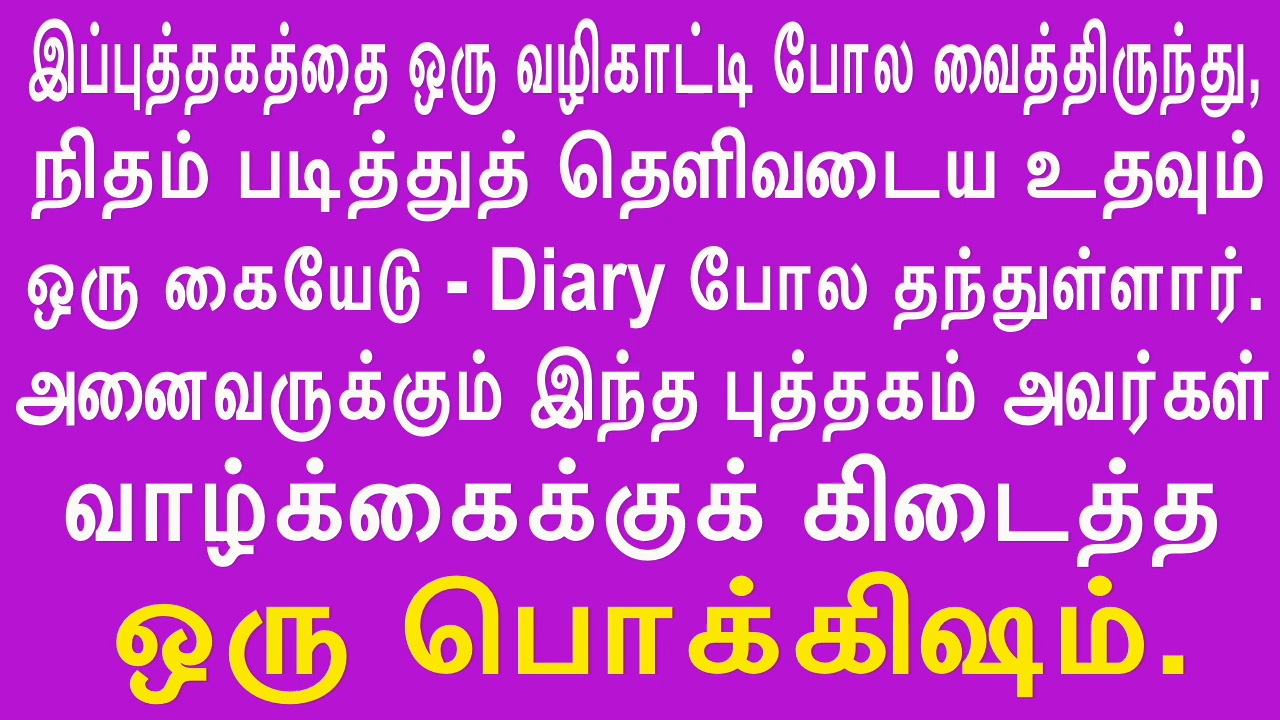 இப்புத்தகத்தை ஒரு வழிகாட்டி போல வைத்திருந்து,
நிதம் படித்துத் தெளிவடைய உதவும்
ஒரு கையேடு - Diary போல தந்துள்ளார்.
அனைவருக்கும் இந்த புத்தகம் அவர்கள்
வாழ்க்கைக்குக் கிடைத்த
ஒரு பொக்கிஷம்.